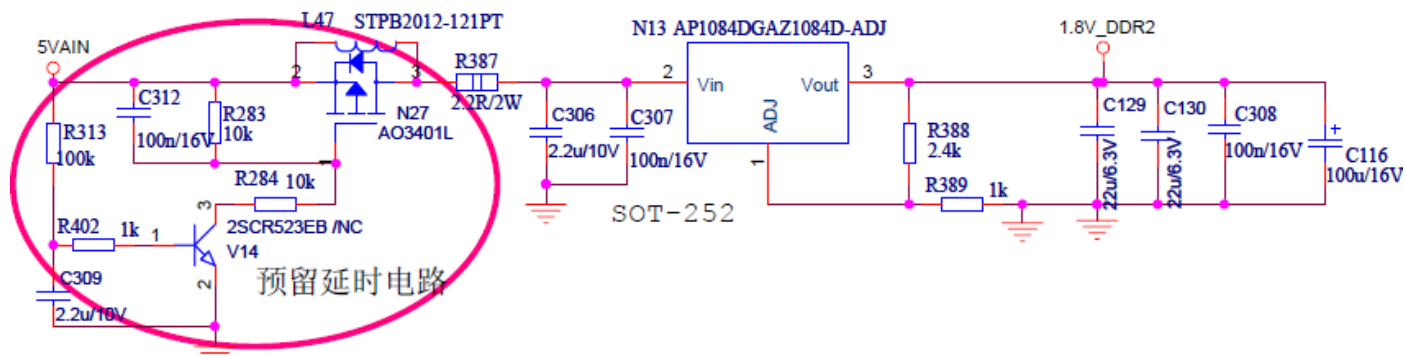 L47 STPB2012-121PT
5VAIN
N13 AP1084DGAZ1084D-ADJ
1.8V_DDR2
2 3
R387
2.2R/2W
2 3
Vin Vout
ADJ
1
C312
100n/16V
R283
10k
N27
AO3401L
1
R313
100k
C306
2.2u/10V
C307
100n/16V
R388
2.4k
C129
22u/6.3V
C130
22u/6.3V
C308
100n/16V
+
C116
100u/16V
R284 10k
R389 1k
SOT-252
3
2SCR523EB /NC
V14
R402 1k 1
2
C309
2.2u/10V
预留延时电路